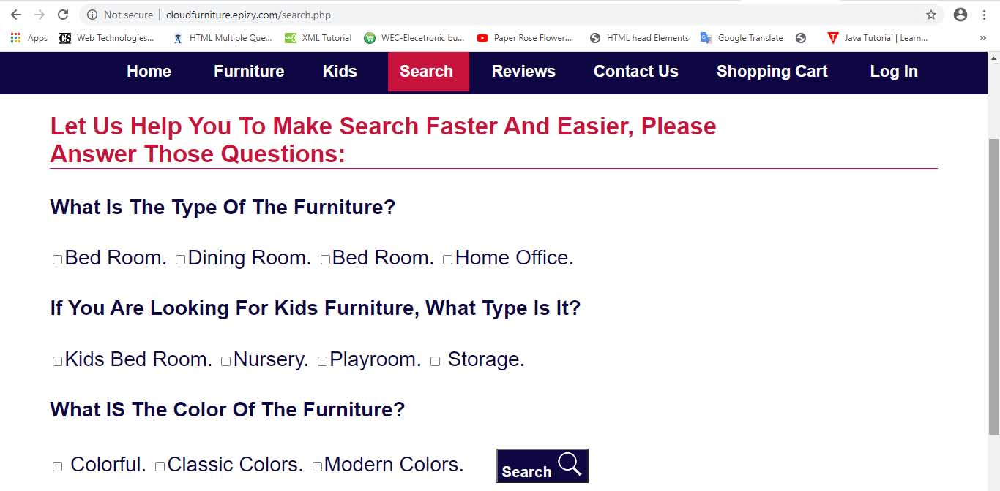 Not secure cloudfurniture.epizy.com/search.php
Apps Web Technologies... HTML Multiple Que... XML Tutorial WEC-Elecetronic bu... Paper Rose Flower... HTML head Elements Google Translate Java Tutorial | Learn... »
Home Furniture Kids Search Reviews Contact Us Shopping Cart Log In
Let Us Help You To Make Search Faster And Easier, Please
Answer Those Questions:
What Is The Type Of The Furniture?
Bed Room. Dining Room. Bed Room. Home Office.
If You Are Looking For Kids Furniture, What Type Is It?
Kids Bed Room. Nursery. Playroom. Storage.
What IS The Color Of The Furniture?
Colorful. Classic Colors. Modern Colors. Search